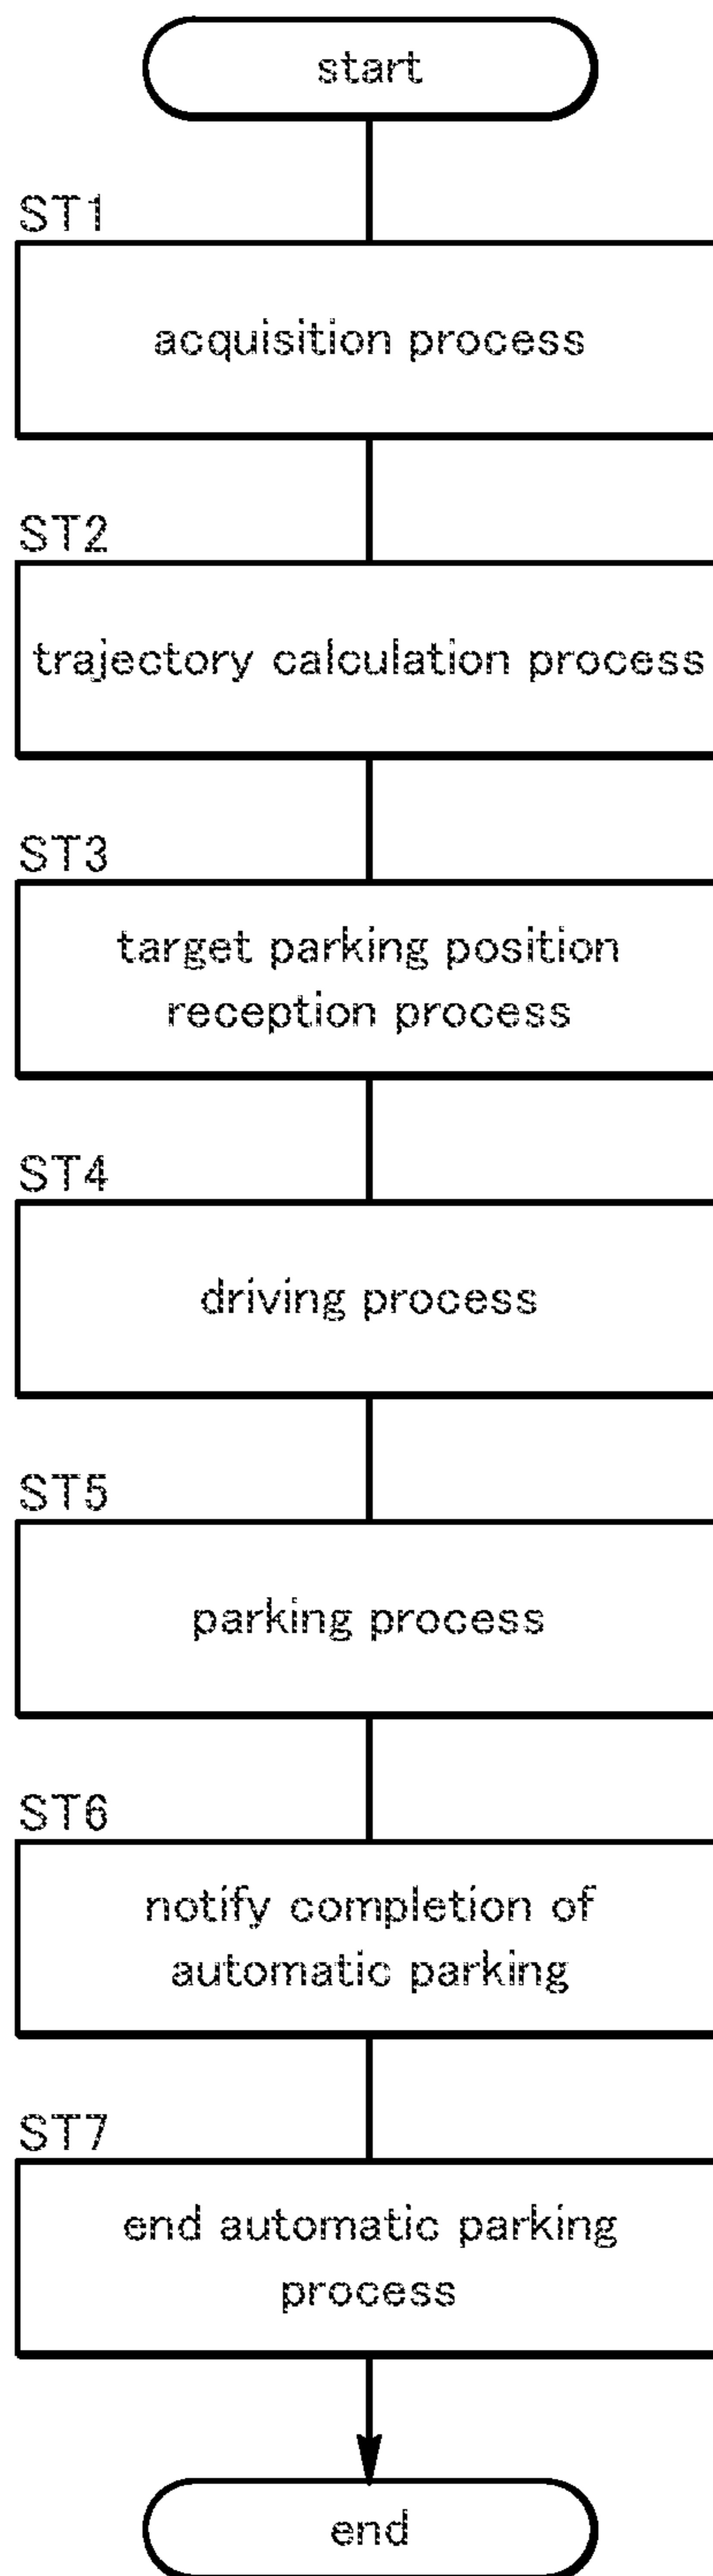 start
ST1
acquisition process
ST2
trajectory calculation process
ST3
target parking position
reception process
ST4
driving process
ST5
parking process
ST6
notify completion of
automatic parking
ST7
end automatic parking
process
end